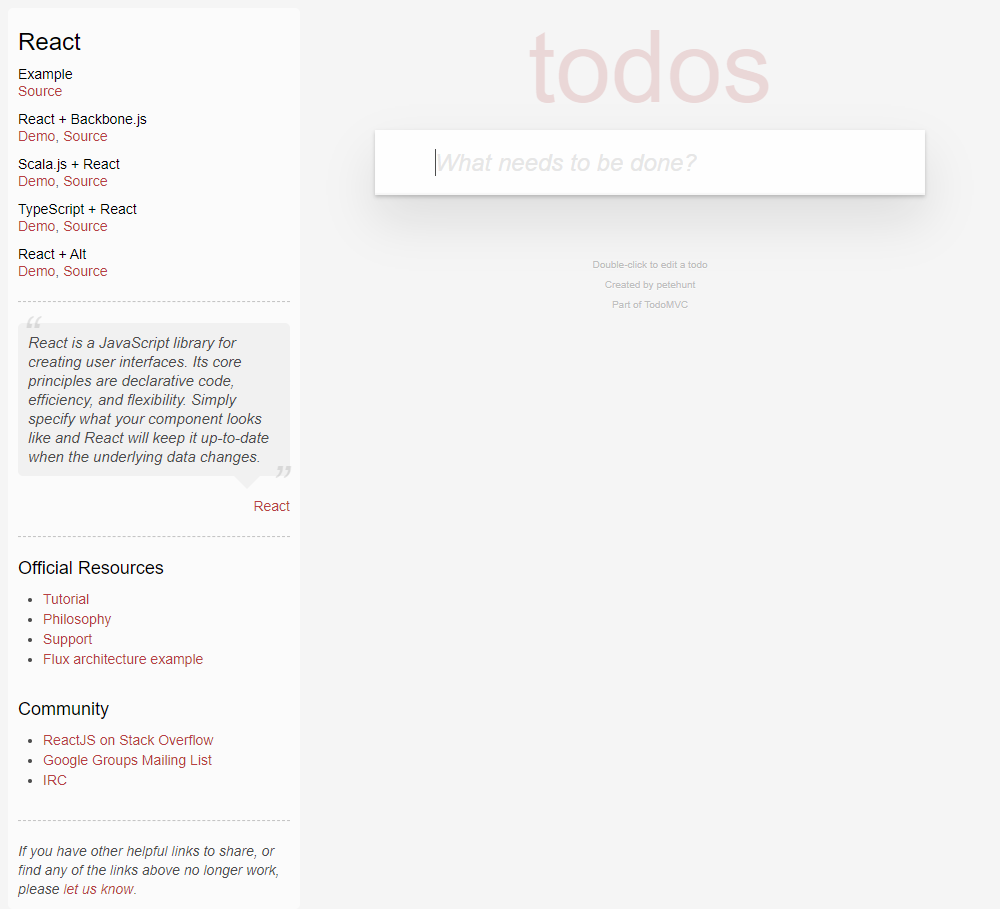 React
Example
Source
React + Backbone.js
Demo, Source
Scala.js + React
Demo, Source
TypeScript + React
Demo, Source
React + Alt
Demo, Source
“
React is a JavaScript library for
creating user interfaces. Its core
principles are declarative code,
efficiency, and flexibility. Simply
specify what your component looks
like and React will keep it up-to-date
when the underlying data changes.
”
React
Official Resources
• Tutorial
• Philosophy
• Support
• Flux architecture example
Community
• ReactJS on Stack Overflow
• Google Groups Mailing List
• IRC
If you have other helpful links to share, or
find any of the links above no longer work,
please let us know.
todos
What needs to be done?
Double-click to edit a todo
Created by petehunt
Part of TodoMVC